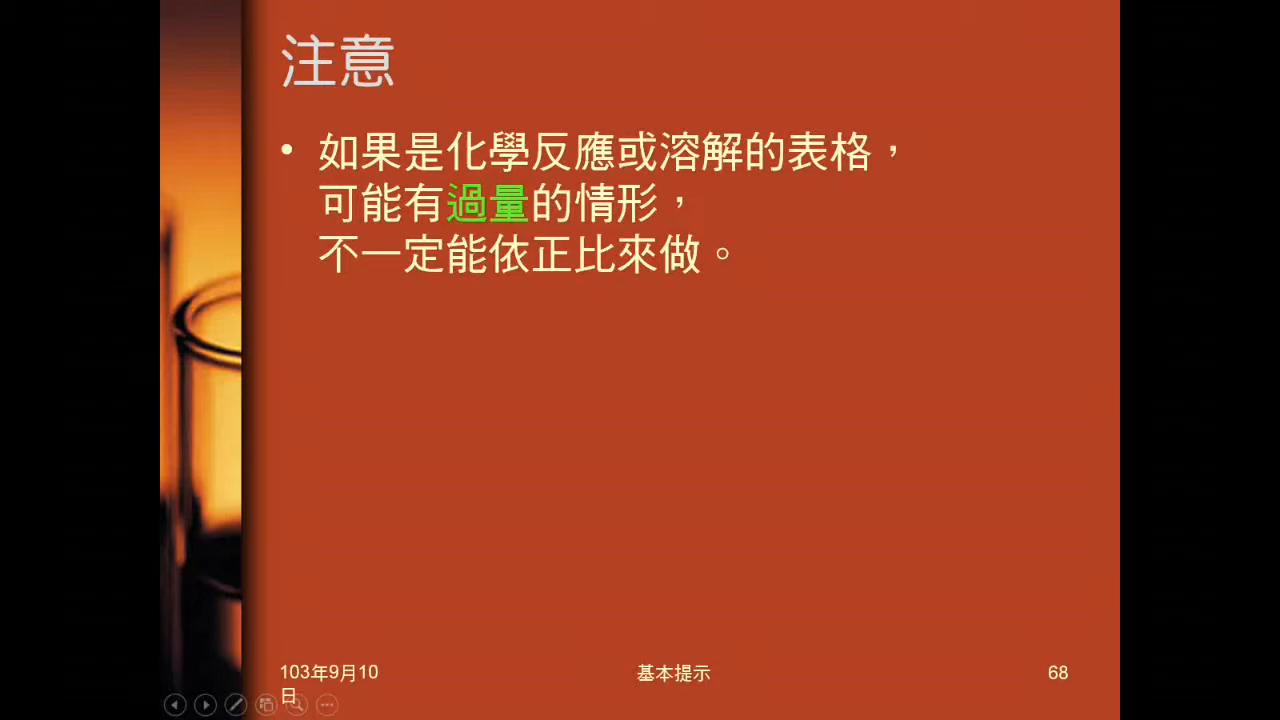 注意
• 如果是化學反應或溶解的表格，
可能有過量的情形，
不一定能依正比來做。
103年9月10
日
基本提示
68